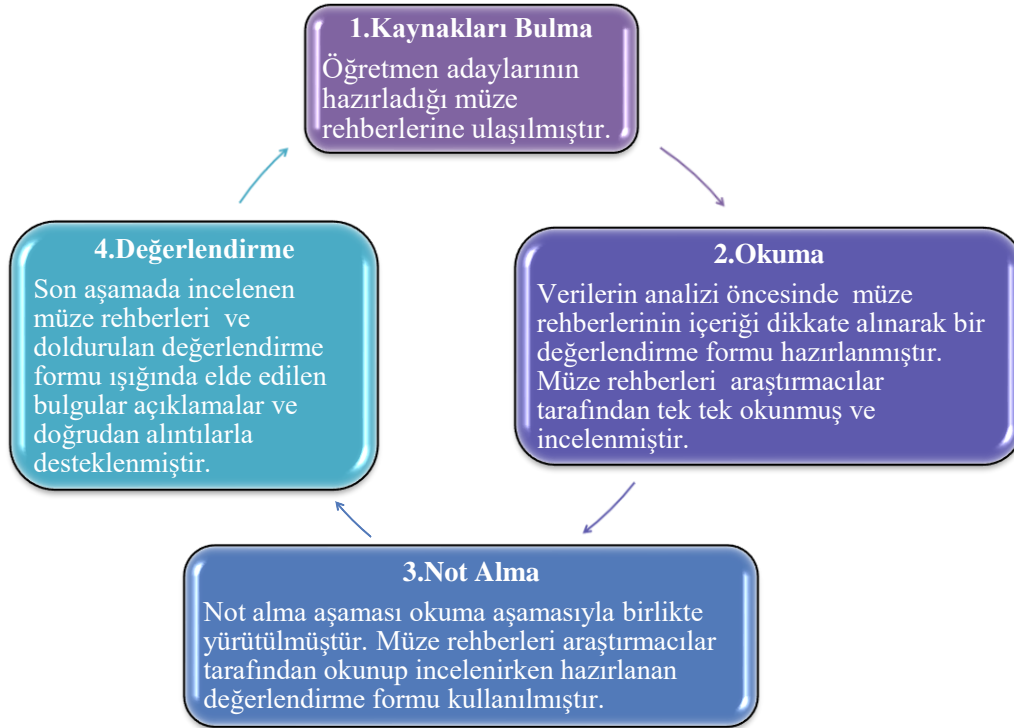 1.Kaynakları Bulma
Öğretmen adaylarının
hazırladığı müze
rehberlerine ulaşılmıştır.
2.Okuma
Verilerin analizi öncesinde müze
rehberlerinin içeriği dikkate alınarak bir
değerlendirme formu hazırlanmıştır.
Müze rehberleri araştırmacılar
tarafından tek tek okunmuş ve
incelenmiştir.
3.Not Alma
Not alma aşaması okuma aşamasıyla birlikte
yürütülmüştür. Müze rehberleri araştırmacılar
tarafından okunup incelenirken hazırlanan
değerlendirme formu kullanılmıştır.
4.Değerlendirme
Son aşamada incelenen
müze rehberleri ve
doldurulan değerlendirme
formu ışığında elde edilen
bulgular açıklamalar ve
doğrudan alıntılarla
desteklenmiştir.